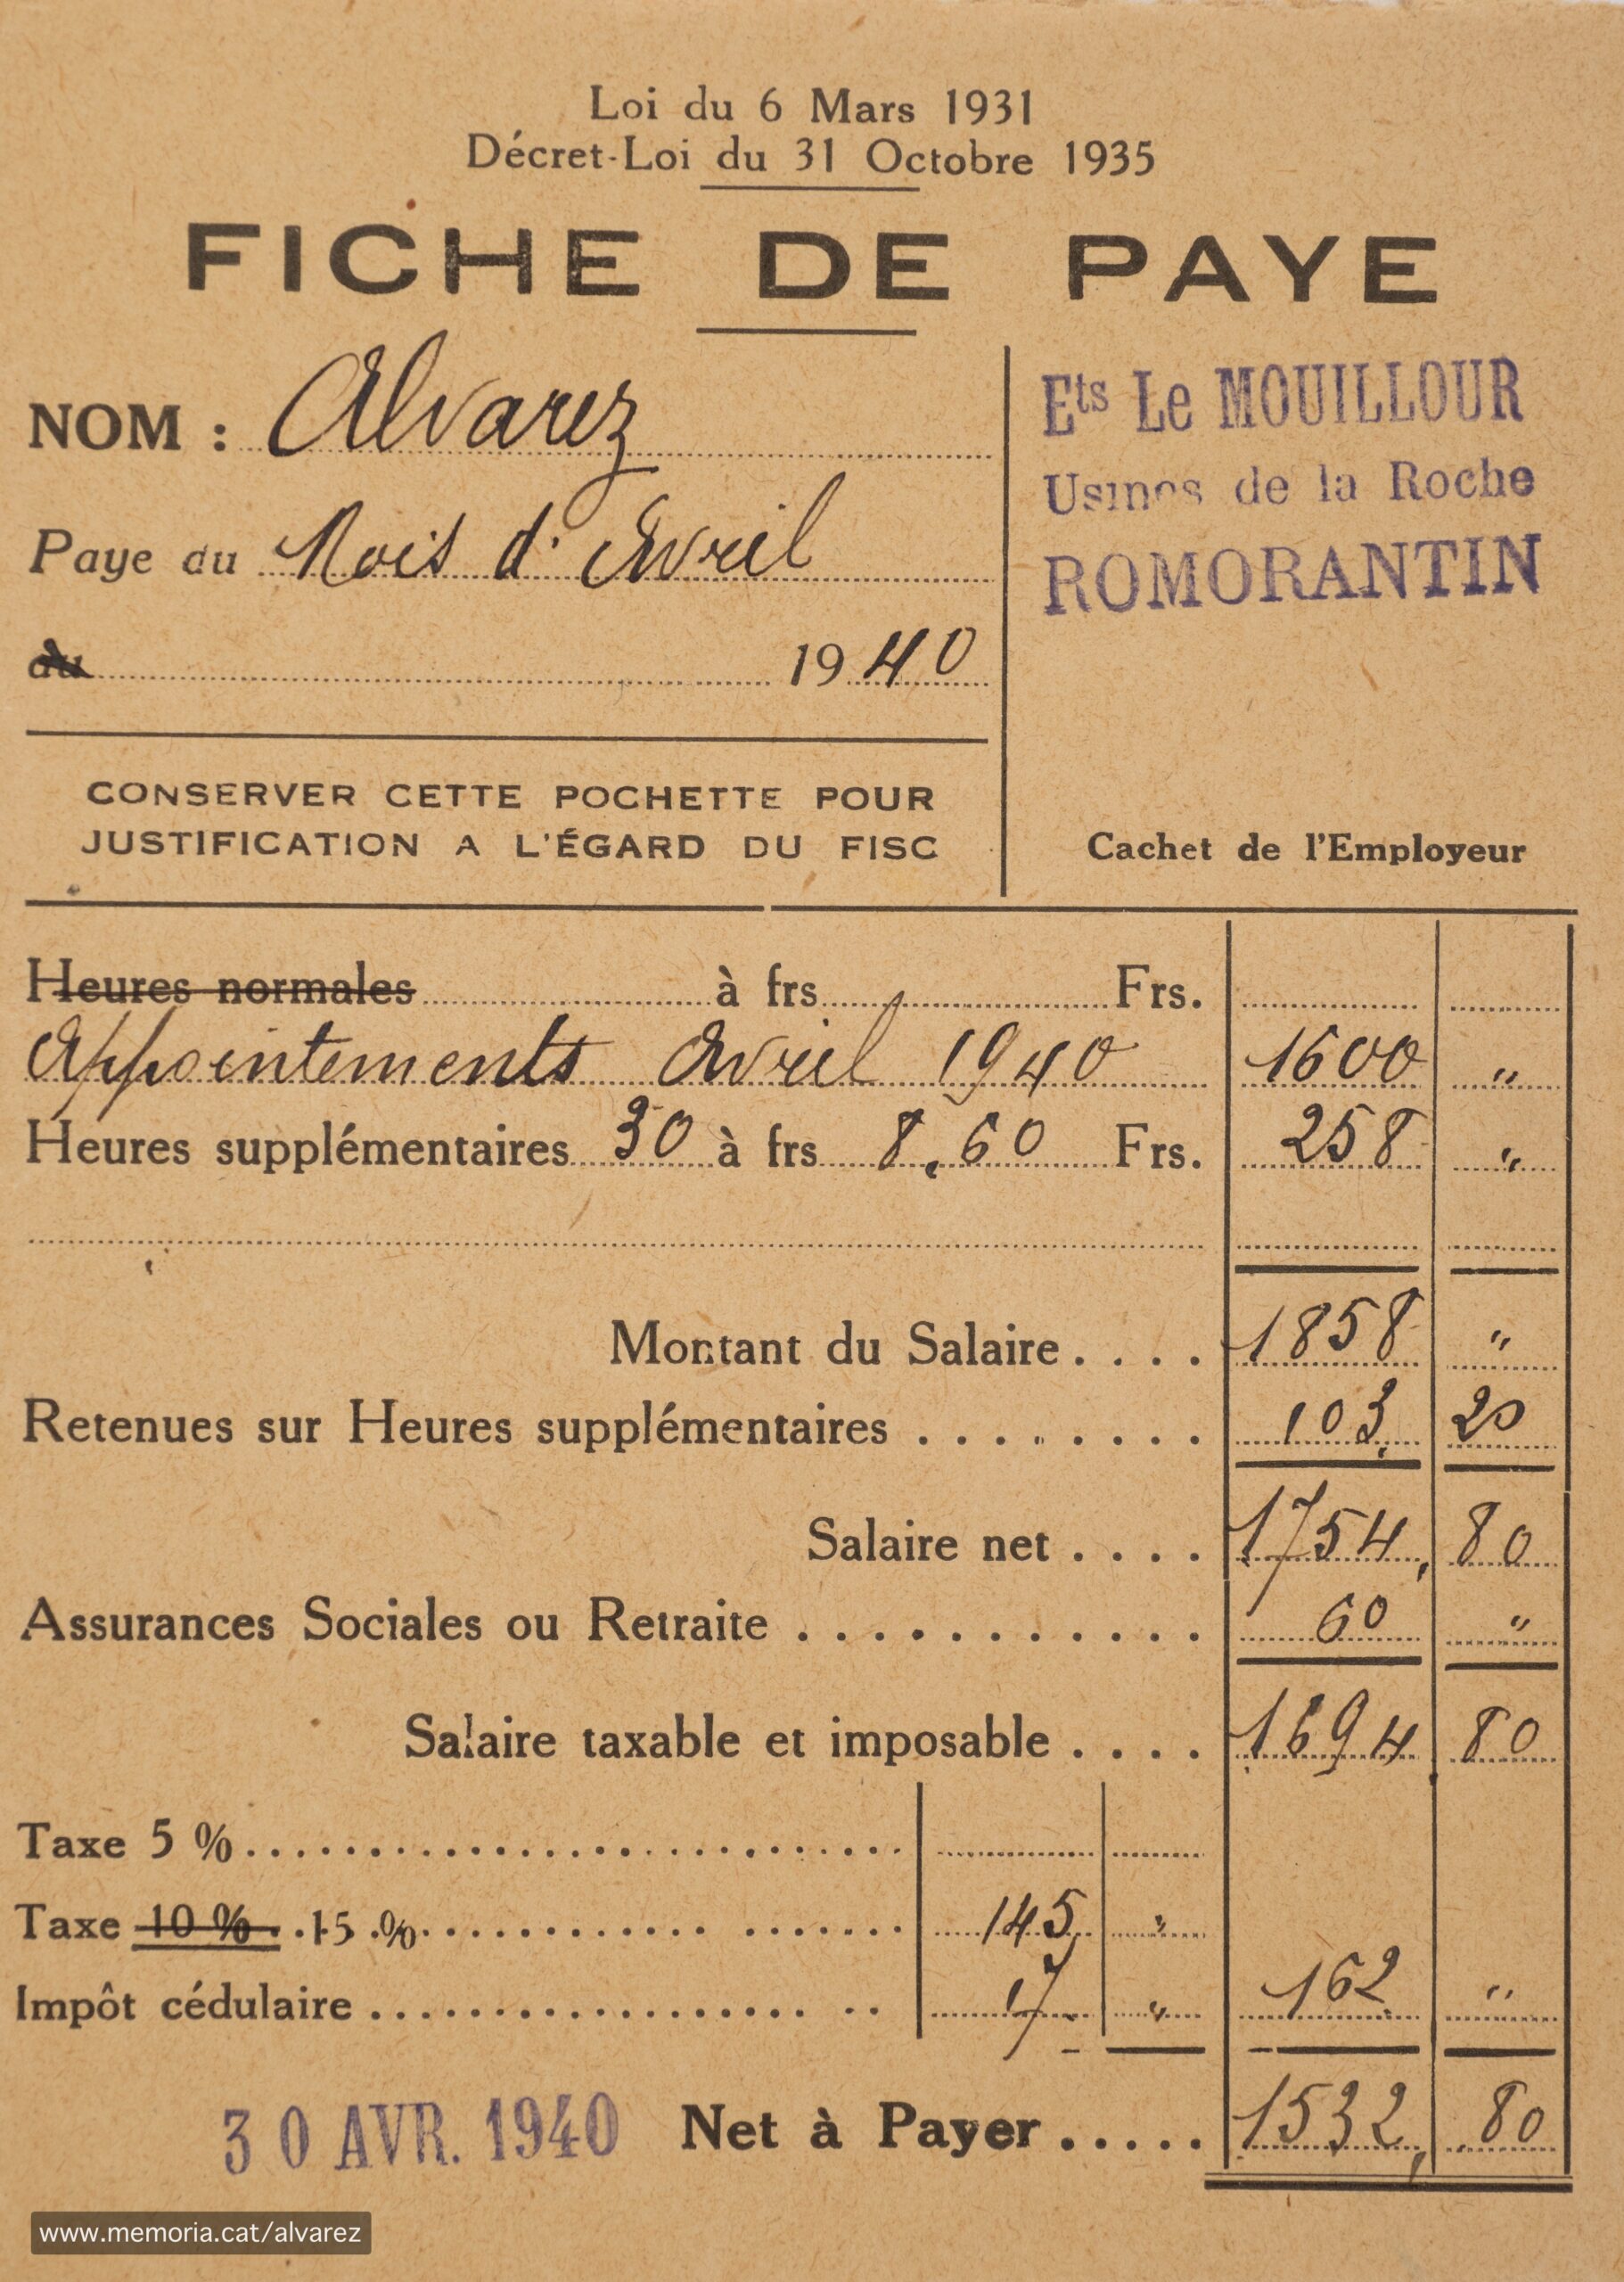 Loi du 6 Mars 1931
Décret-Loi du 31 Octobre 1935
FICHE DE PAYE
NOM : Alvarez
Paye du Mois d'Avril
du 1940
CONSERVER CETTE POCHETTE POUR
JUSTIFICATION A L'ÉGARD DU FISC
Ets Le MOUILLOUR
Usines de la Roche
ROMORANTIN
Cachet de l'Employeur
Heures normales à frs Frs.
Appointements Avril 1940 1600 "
Heures supplémentaires 30 à frs 8,60 Frs. 258 "
Montant du Salaire.... 1858 "
Retenues sur Heures supplémentaires........ 103, 20
Salaire net.... 1754, 80
Assurances Sociales ou Retraite........... 60 "
Salaire taxable et imposable.... 1694, 80
Taxe 5 %
Taxe 10 % 15 % 145 "
Impôt cédulaire 17 " 162 "
30 AVR. 1940 Net à Payer..... 1532, 80
www.memoria.cat/alvarez